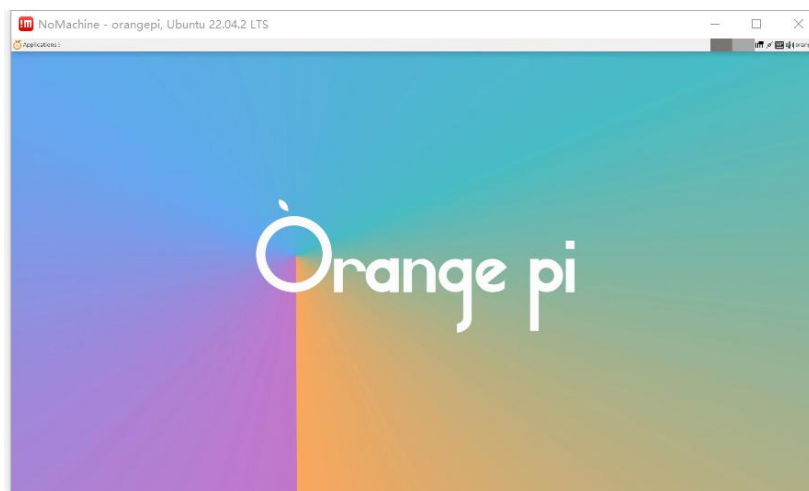 NoMachine - orangepi, Ubuntu 22.04.2 LTS
Applications :
orange pi